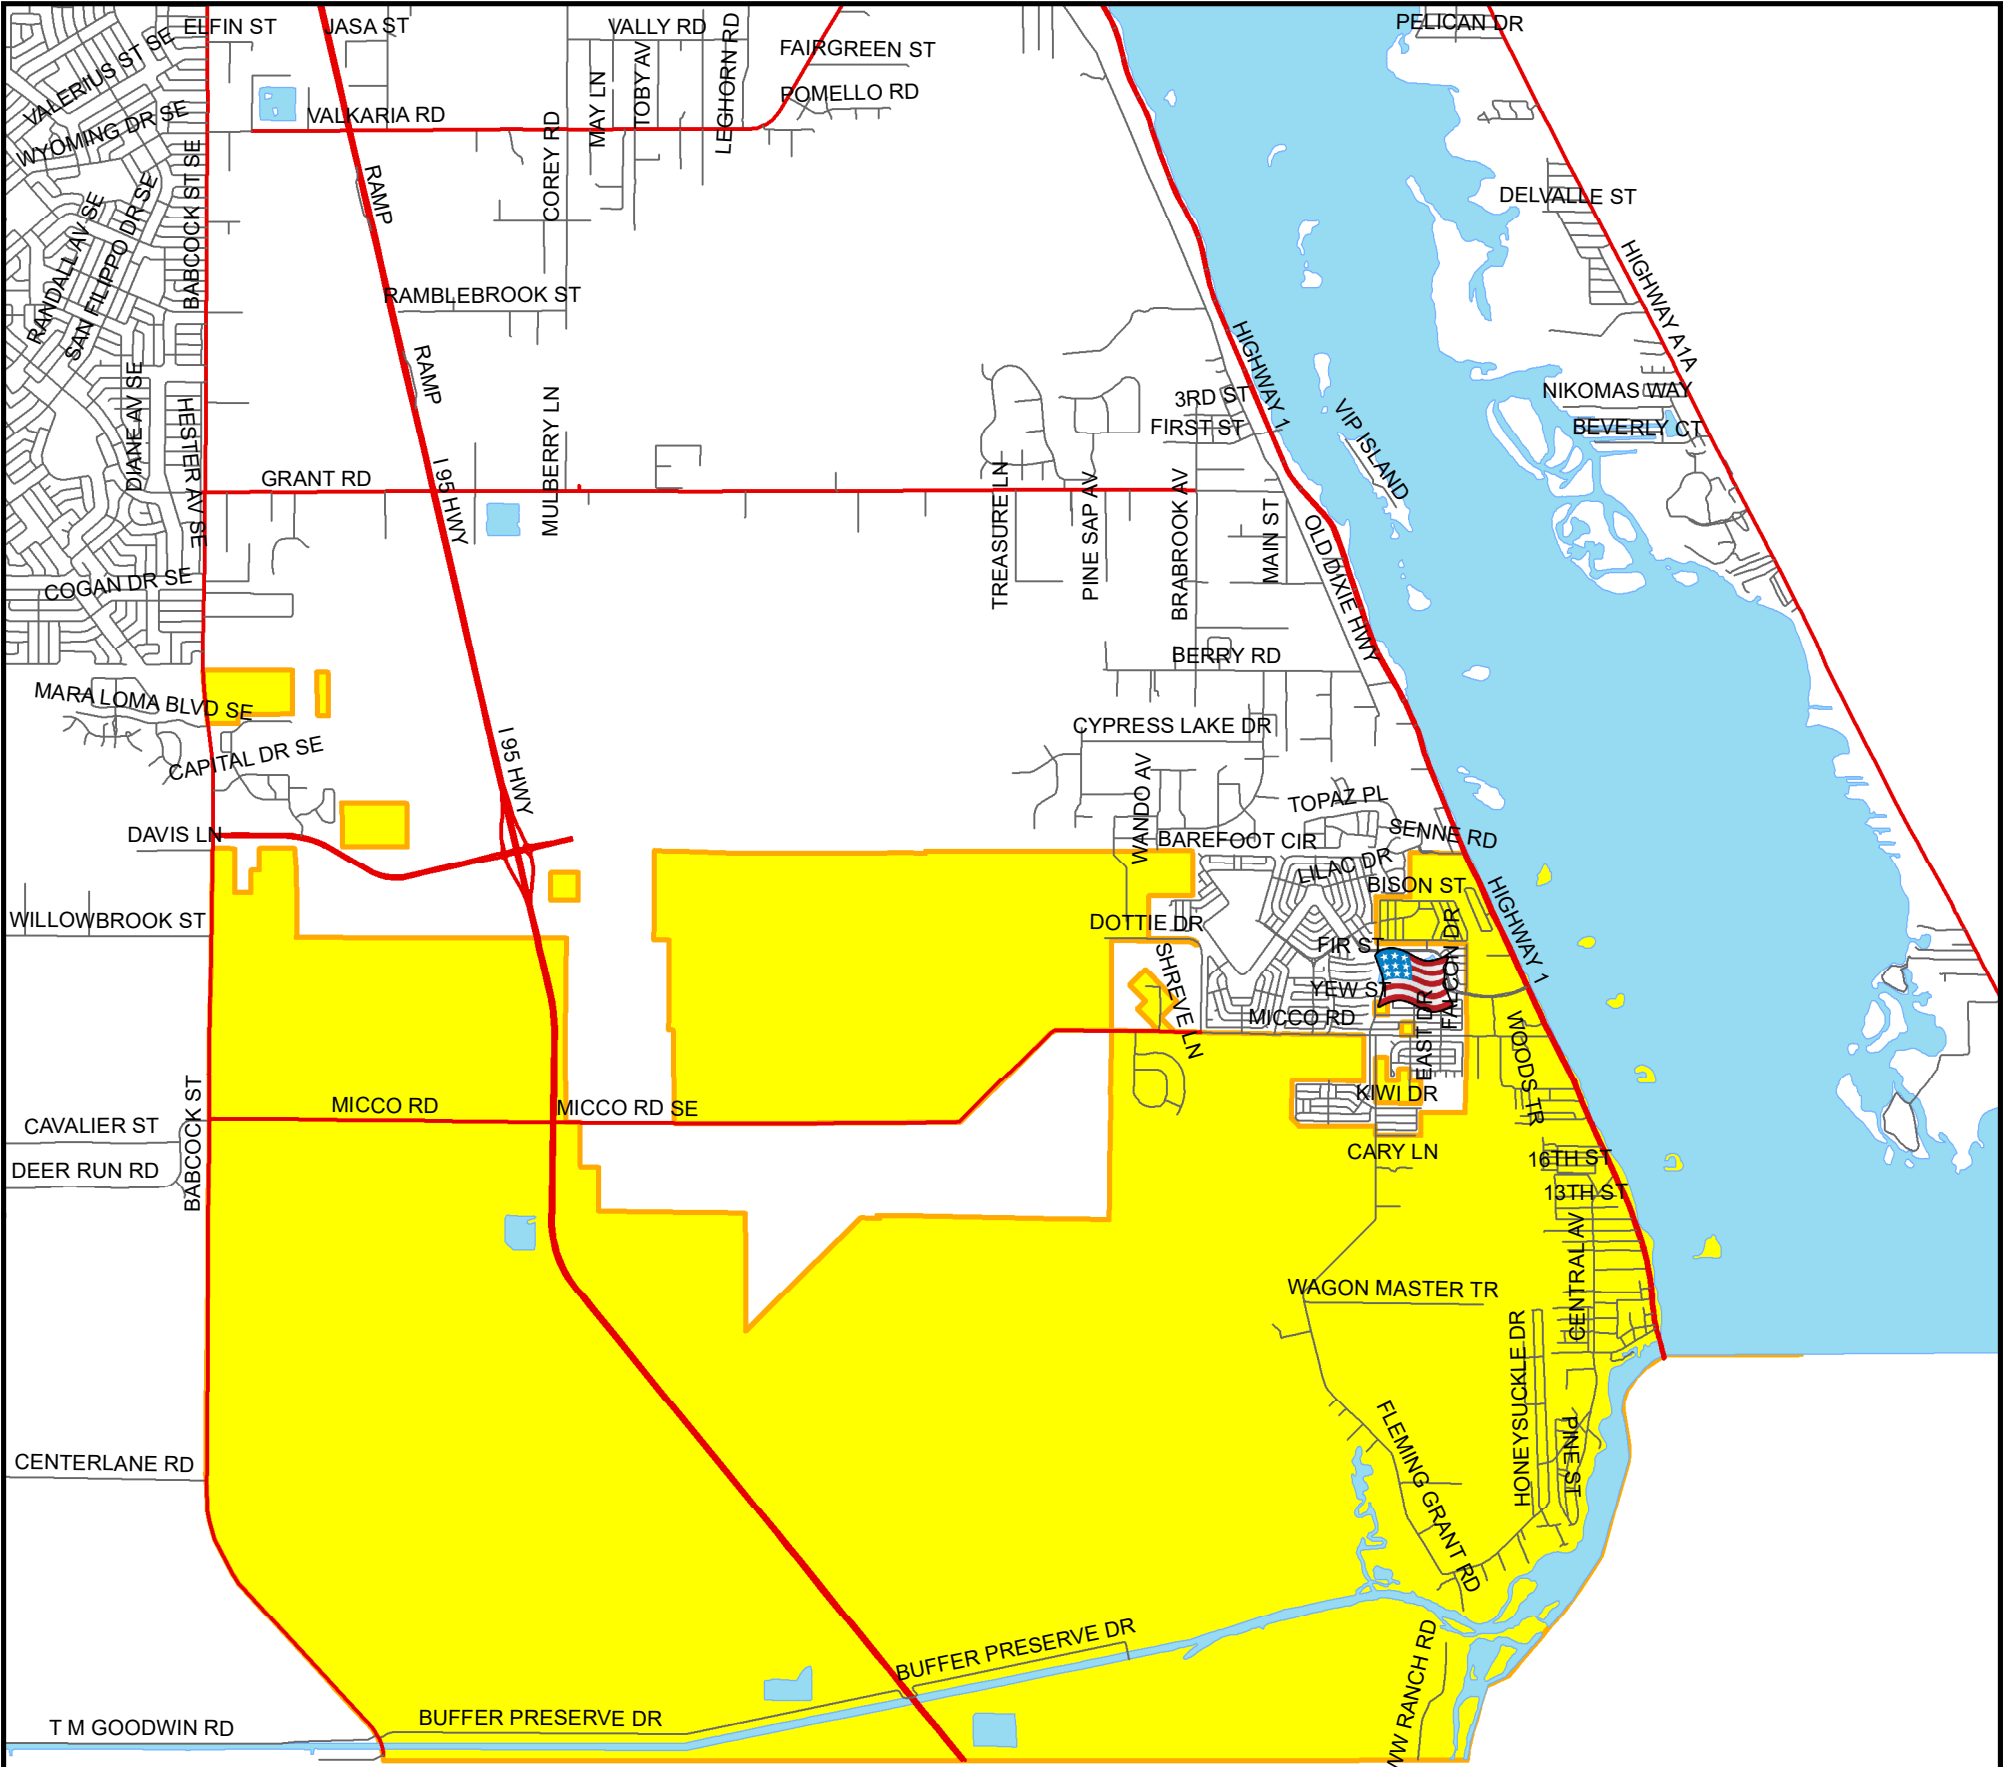 ELFIN ST
JASA ST
VALLY RD
PELICAN DR
FAIRGREEN ST
VALERIUS ST SE
MAY LN
TOBY AV
LEGHORN RD
POMELLO RD
VALKARIA RD
WYOMING DR SE
COREY RD
BABCOCK ST SE
RAMP
DELVALLE ST
RANDALL AV SE
SAN FILIPPO DR SE
HIGHWAY A1A
RAMBLEBROOK ST
HIGHWAY 1
RAMP
DIANE AV SE
HESTER AV SE
MULBERRY LN
3RD ST
NIKOMAS WAY
FIRST ST
BEVERLY CT
VIP ISLAND
GRANT RD
I 95 HWY
TREASURE LN
PINE SAP AV
BRABROOK AV
MAIN ST
OLD DIXIE HWY
COGAN DR SE
BERRY RD
MARA LOMA BLVD SE
CYPRESS LAKE DR
CAPITAL DR SE
I 95 HWY
WANDO AV
TOPAZ PL
DAVIS LN
BAREFOOT CIR
SENNE RD
LILAC DR
BISON ST
WILLOWBROOK ST
DOTTIE DR
HIGHWAY 1
FIR ST
FALCON DR
SHREVE LN
YEW ST
MICCO RD
EAST DR
WOODS TR
KIWI DR
MICCO RD
MICCO RD SE
CAVALIER ST
BABCOCK ST
CARY LN
16TH ST
DEER RUN RD
13TH ST
CENTRAL AV
WAGON MASTER TR
HONEYSUCKLE DR
PINE ST
CENTERLANE RD
FLEMING GRANT RD
BUFFER PRESERVE DR
WW RANCH RD
BUFFER PRESERVE DR
T M GOODWIN RD